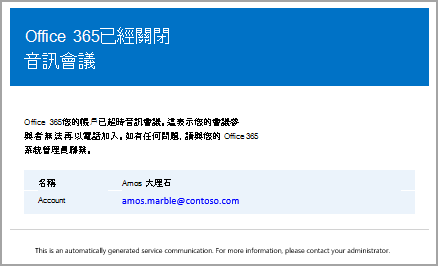 Office 365已經關閉
音訊會議
Office 365您的帳戶已超時音訊會議。這表示您的會議參
與者無法再以電話加入。如有任何問題，請與您的 Office 365
系統管理員聯繫。
名稱 Amos 大理石
Account amos.marble@contoso.com
This is an automatically generated service communication. For more information, please contact your administrator.